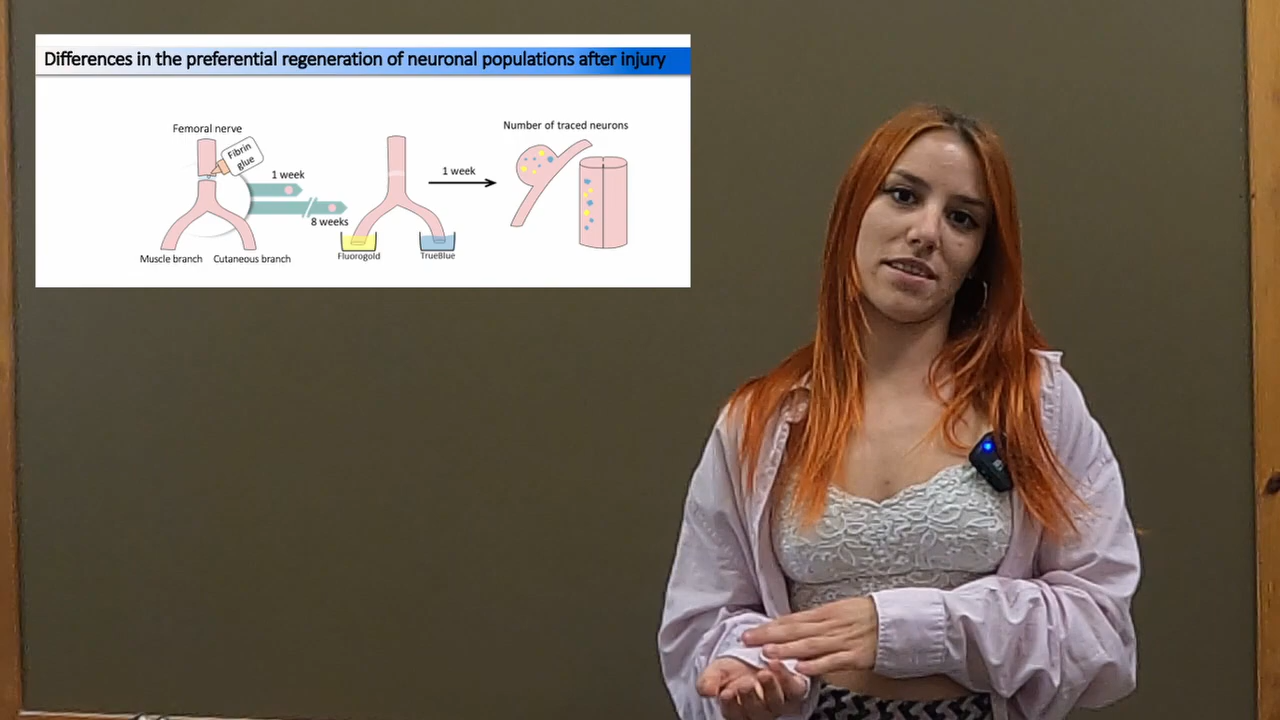 Differences in the preferential regeneration of neuronal populations after injury
Femoral nerve
Fibrin
glue
1 week
8 weeks
Muscle branch
Cutaneous branch
Fluorogold
TrueBlue
1 week
Number of traced neurons